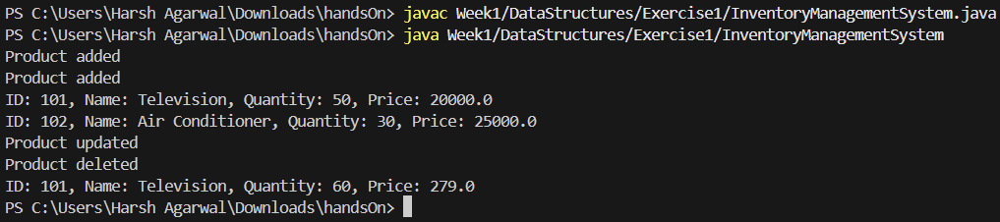 PS C:\Users\Harsh Agarwal\Downloads\handsOn> javac Week1/DataStructures/Exercise1/InventoryManagementSystem.java
PS C:\Users\Harsh Agarwal\Downloads\handsOn> java Week1/DataStructures/Exercise1/InventoryManagementSystem
Product added
Product added
ID: 101, Name: Television, Quantity: 50, Price: 20000.0
ID: 102, Name: Air Conditioner, Quantity: 30, Price: 25000.0
Product updated
Product deleted
ID: 101, Name: Television, Quantity: 60, Price: 279.0
PS C:\Users\Harsh Agarwal\Downloads\handsOn>